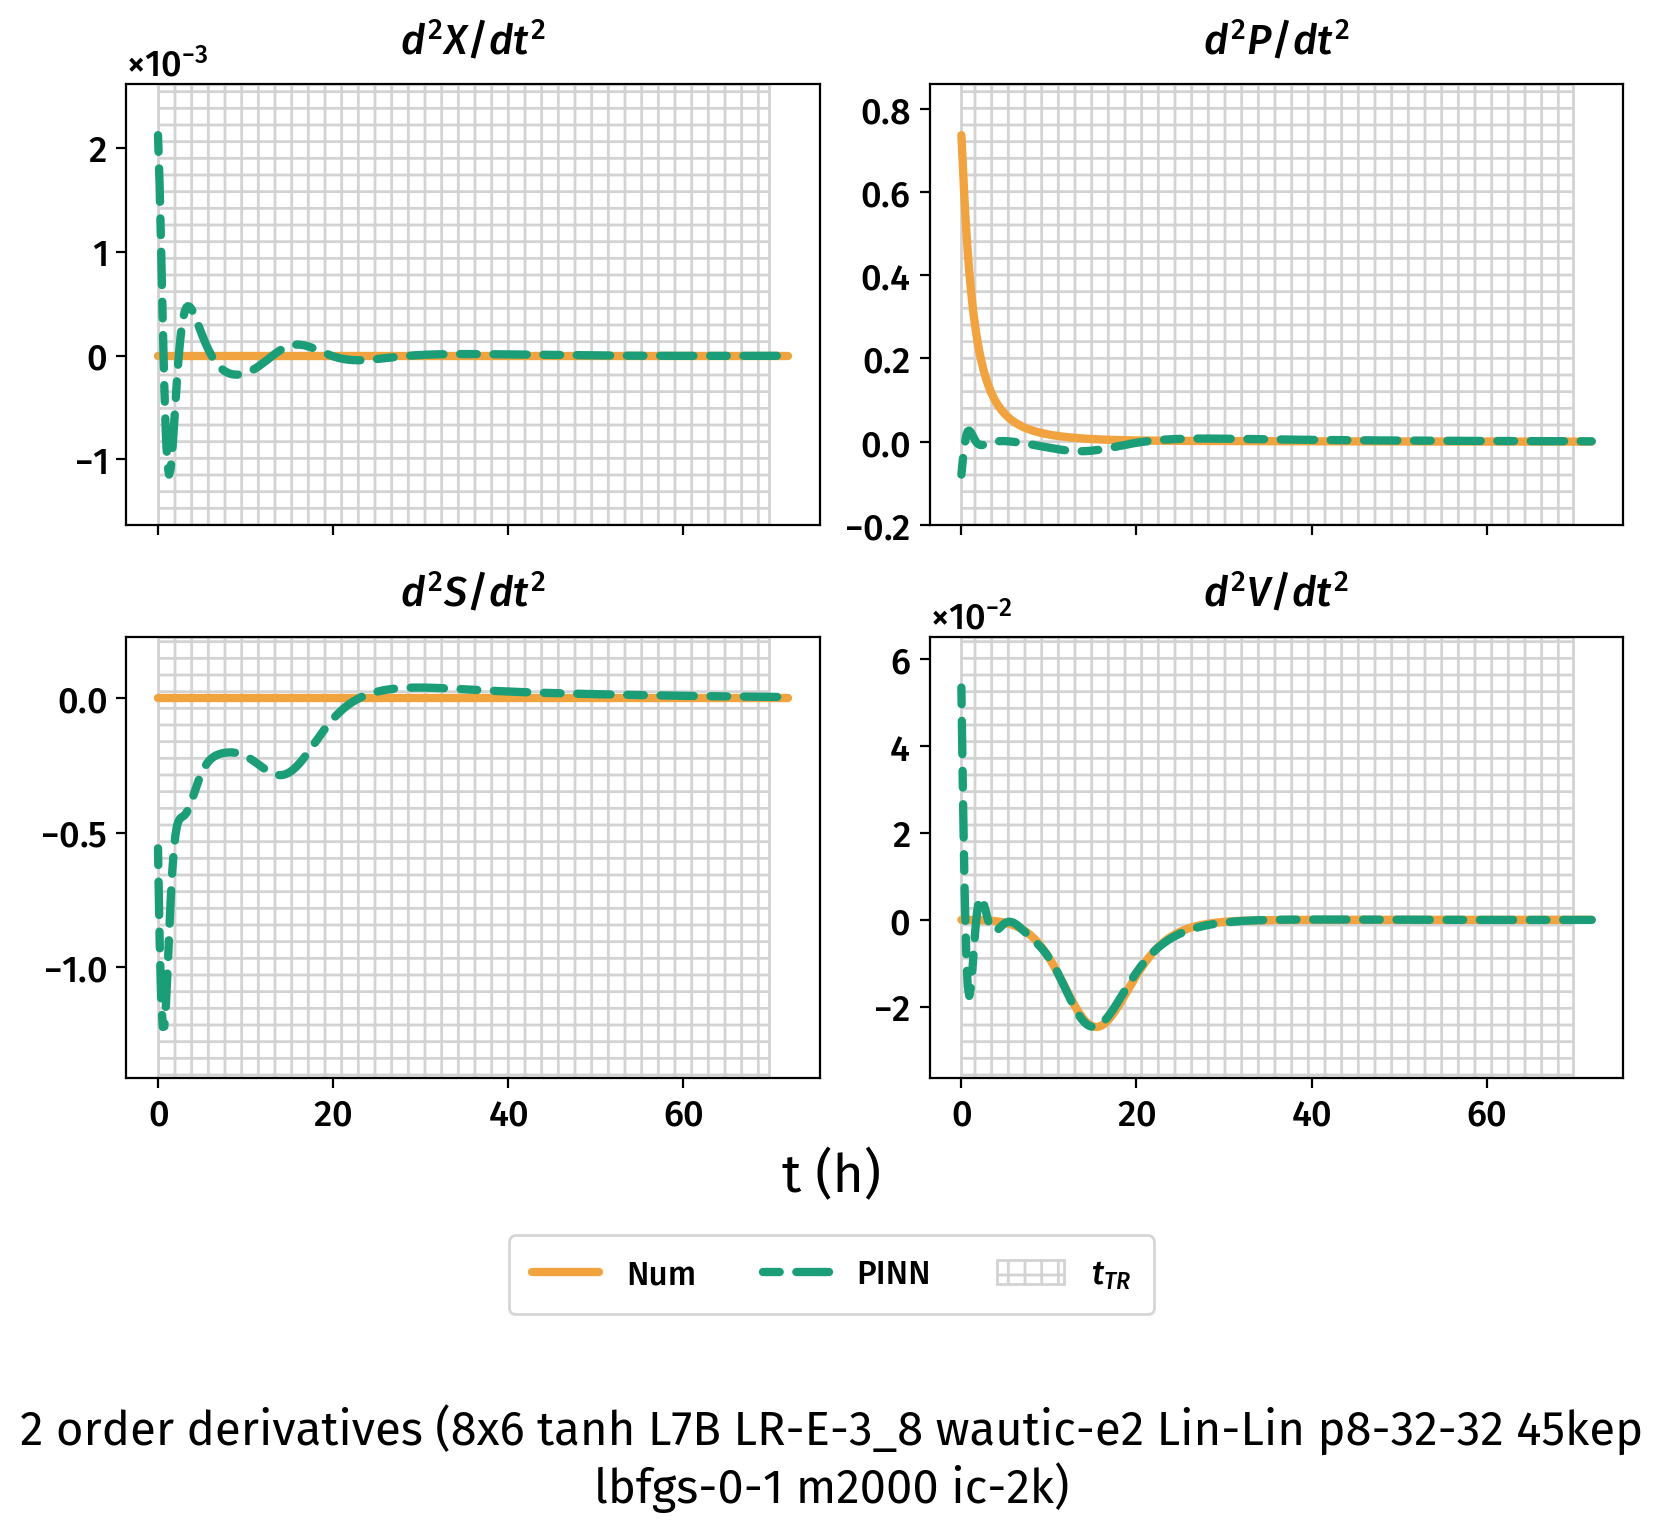 d²X/dt²
×10⁻³
2
1
0
−1
d²P/dt²
0.8
0.6
0.4
0.2
0.0
−0.2
d²S/dt²
0.0
−0.5
−1.0
0 20 40 60
d²V/dt²
×10⁻²
6
4
2
0
−2
0 20 40 60
t (h)
Num PINN t_TR
2 order derivatives (8x6 tanh L7B LR-E-3_8 wautic-e2 Lin-Lin p8-32-32 45kep
lbfgs-0-1 m2000 ic-2k)